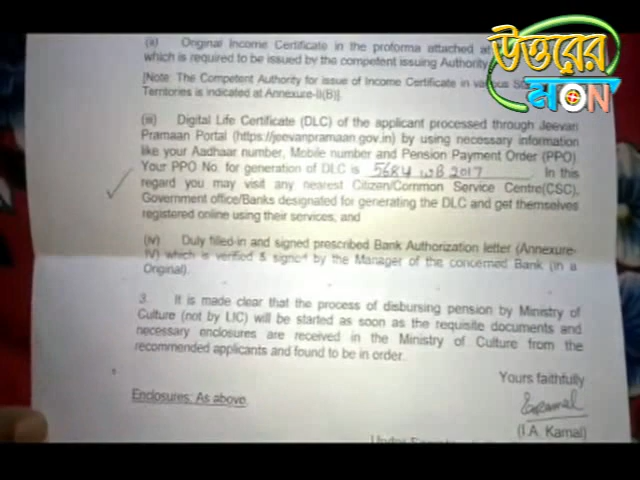 উত্তরের
মন
(ii) Original Income Certificate in the proforma attached at
which is required to be issued by the competent issuing Authority
[Note: The Competent Authority for issue of Income Certificate in various
Territories is indicated at Annexure-II(B)].
(iii) Digital Life Certificate (DLC) of the applicant processed through Jeevan
Pramaan Portal (https://jeevanpramaan.gov.in) by using necessary information
like your Aadhaar number, Mobile number and Pension Payment Order (PPO).
Your PPO No. for generation of DLC is 5684 WB 2017 In this
regard you may visit any nearest Citizen/Common Service Centre(CSC),
Government office/Banks designated for generating the DLC and get themselves
registered online using their services, and
(iv) Duly filled-in and signed prescribed Bank Authorization letter (Annexure-
IV) which is verified & signed by the Manager of the concerned Bank (in a
Original).
3. It is made clear that the process of disbursing pension by Ministry of
Culture (not by LIC) will be started as soon as the requisite documents and
necessary enclosures are received in the Ministry of Culture from the
recommended applicants and found to be in order.
Yours faithfully
Enclosures: As above.
(I.A. Kamal)